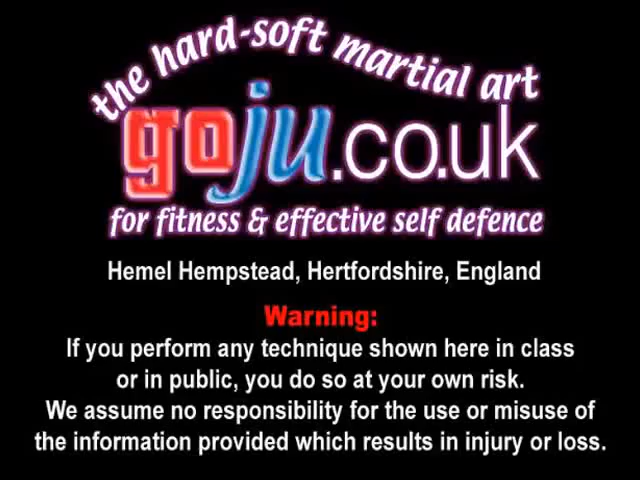 the hard-soft martial art
goju.co.uk
for fitness & effective self defence
Hemel Hempstead, Hertfordshire, England
Warning:
If you perform any technique shown here in class
or in public, you do so at your own risk.
We assume no responsibility for the use or misuse of
the information provided which results in injury or loss.